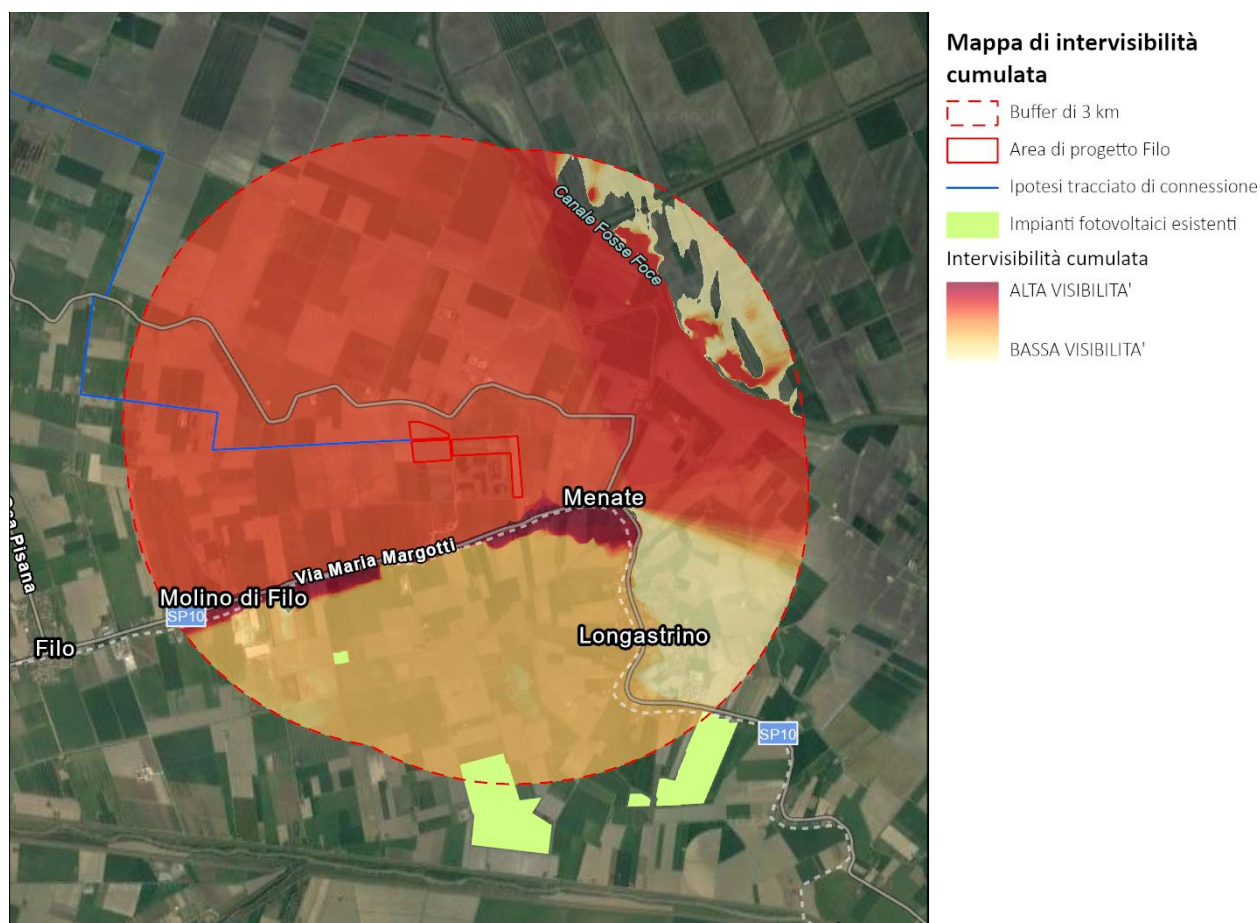 Mappa di intervisibilità
cumulata
Buffer di 3 km
Area di progetto Filo
Ipotesi tracciato di connessione
Impianti fotovoltaici esistenti
Intervisibilità cumulata
ALTA VISIBILITA'
BASSA VISIBILITA'
Canale Fosse Foce
Menate
Via Maria Margotti
Molino di Filo
SP10
Filo
Pisana
Longastrino
SP10